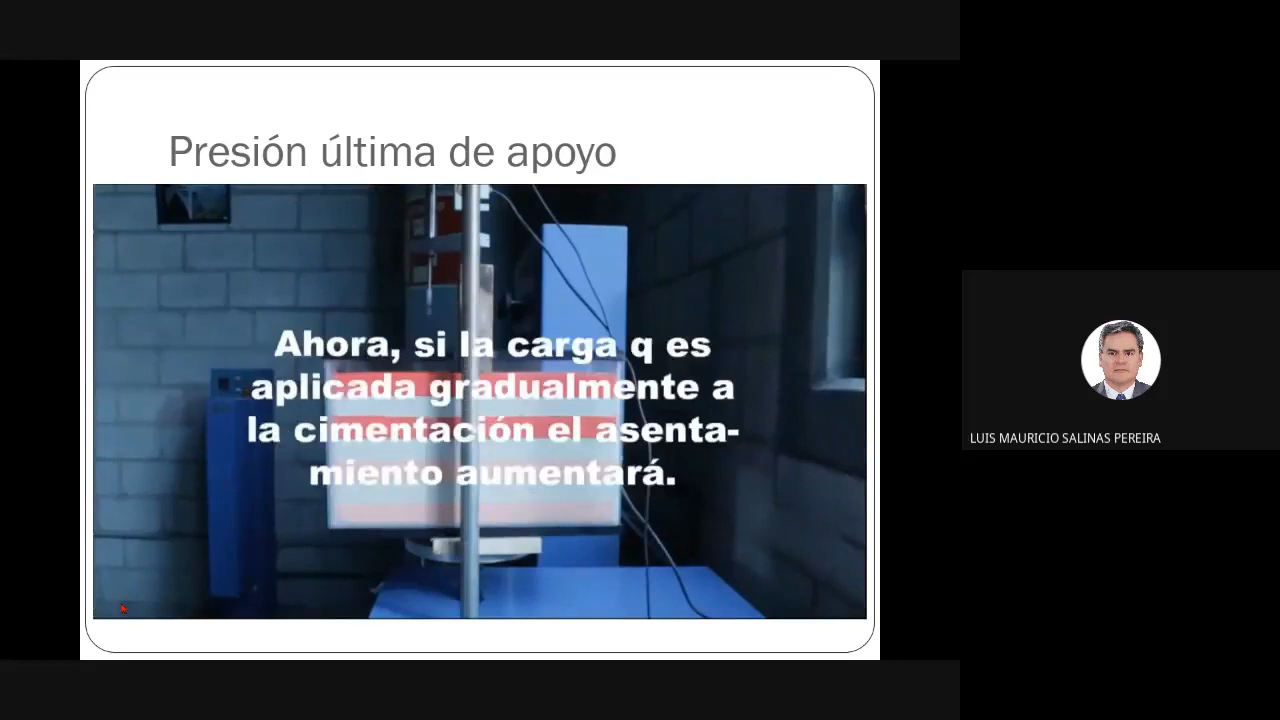 Presión última de apoyo
Ahora, si la carga q es
aplicada gradualmente a
la cimentación el asenta-
miento aumentará.
LUIS MAURICIO SALINAS PEREIRA